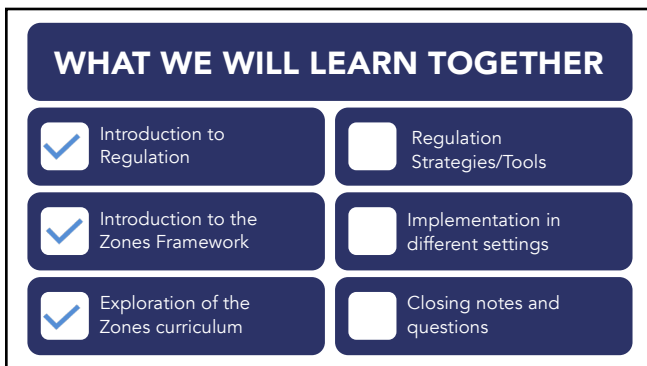 WHAT WE WILL LEARN TOGETHER
Introduction to
Regulation
Introduction to the
Zones Framework
Exploration of the
Zones curriculum
Regulation
Strategies/Tools
Implementation in
different settings
Closing notes and
questions